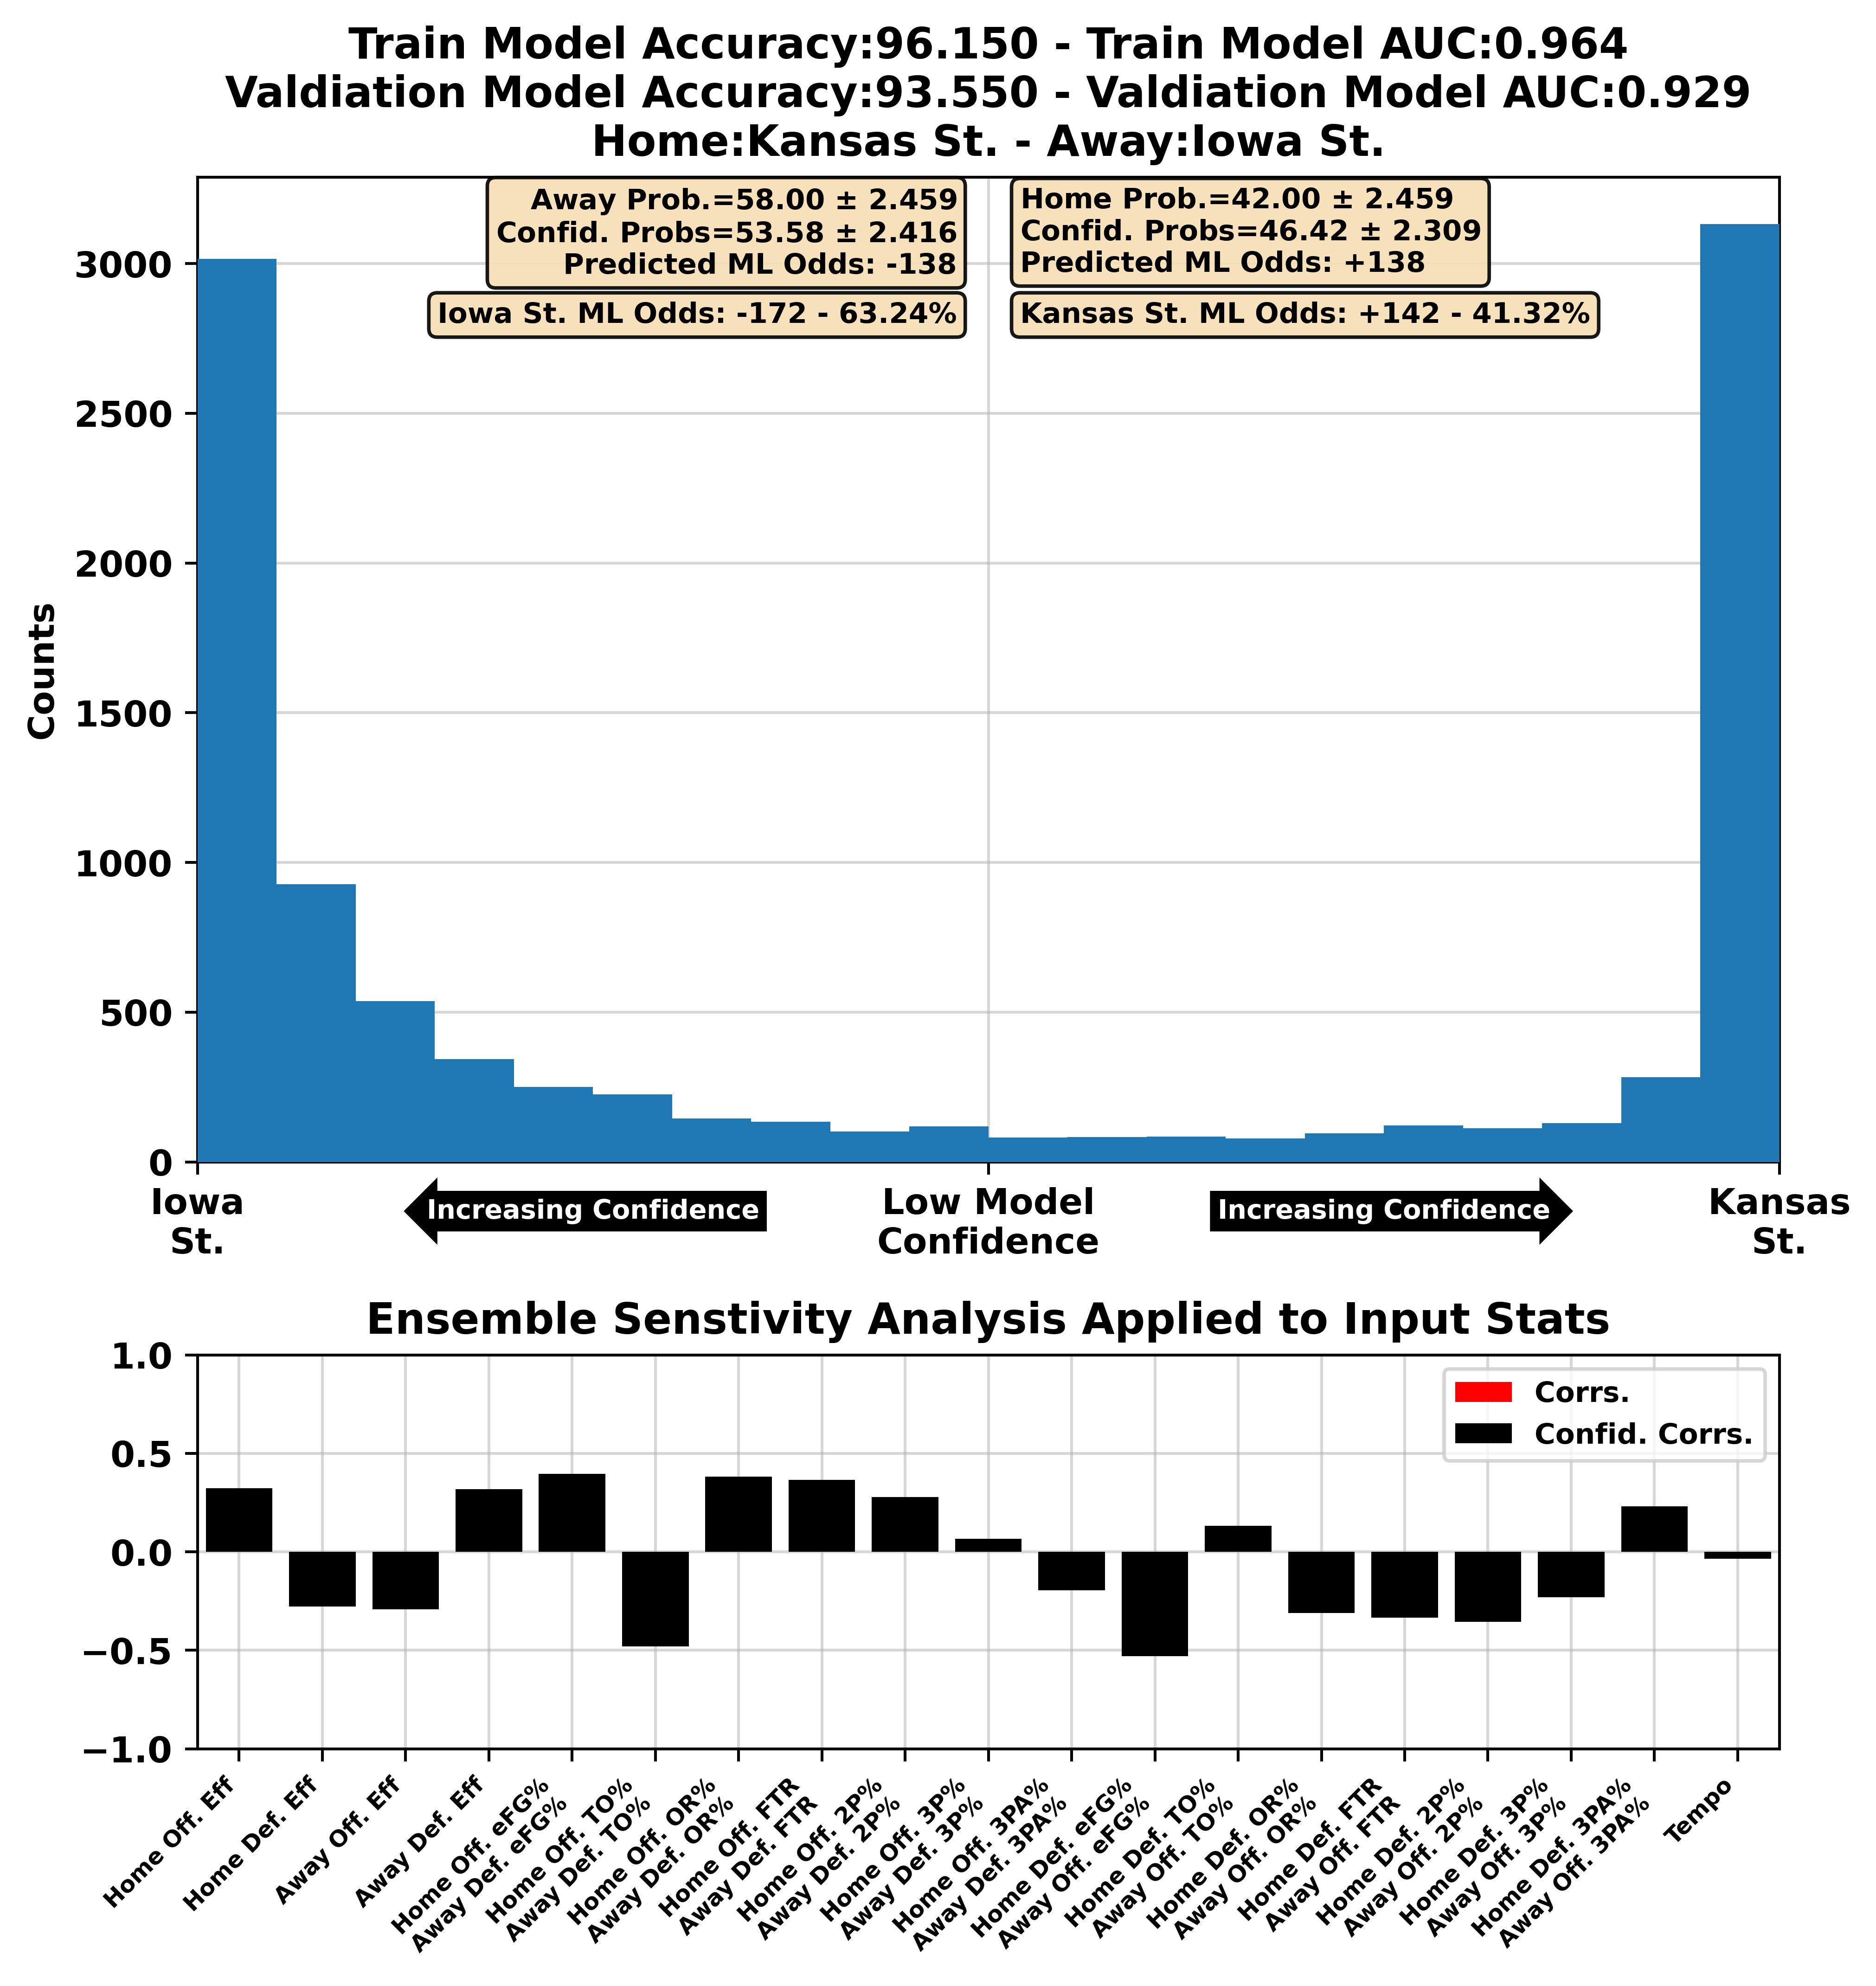 Train Model Accuracy:96.150 - Train Model AUC:0.964
Valdiation Model Accuracy:93.550 - Valdiation Model AUC:0.929
Home:Kansas St. - Away:Iowa St.
Away Prob.=58.00 ± 2.459
Confid. Probs=53.58 ± 2.416
Predicted ML Odds: -138
Home Prob.=42.00 ± 2.459
Confid. Probs=46.42 ± 2.309
Predicted ML Odds: +138
Iowa St. ML Odds: -172 - 63.24%
Kansas St. ML Odds: +142 - 41.32%
Counts
3000
2500
2000
1500
1000
500
0
Iowa
St.
Increasing Confidence
Low Model
Confidence
Increasing Confidence
Kansas
St.
Ensemble Senstivity Analysis Applied to Input Stats
1.0
0.5
0.0
−0.5
−1.0
Corrs.
Confid. Corrs.
Home Off. Eff
Home Def. Eff
Away Off. Eff
Away Def. Eff
Home Off. eFG%
Away Def. eFG%
Home Off. TO%
Away Def. TO%
Home Off. OR%
Away Def. OR%
Home Off. FTR
Away Def. FTR
Home Off. 2P%
Away Def. 2P%
Home Off. 3P%
Away Def. 3P%
Home Off. 3PA%
Away Def. 3PA%
Home Def. eFG%
Away Off. eFG%
Home Def. TO%
Away Off. TO%
Home Def. OR%
Away Off. OR%
Home Def. FTR
Away Off. FTR
Home Def. 2P%
Away Off. 2P%
Home Def. 3P%
Away Off. 3P%
Home Def. 3PA%
Away Off. 3PA%
Tempo